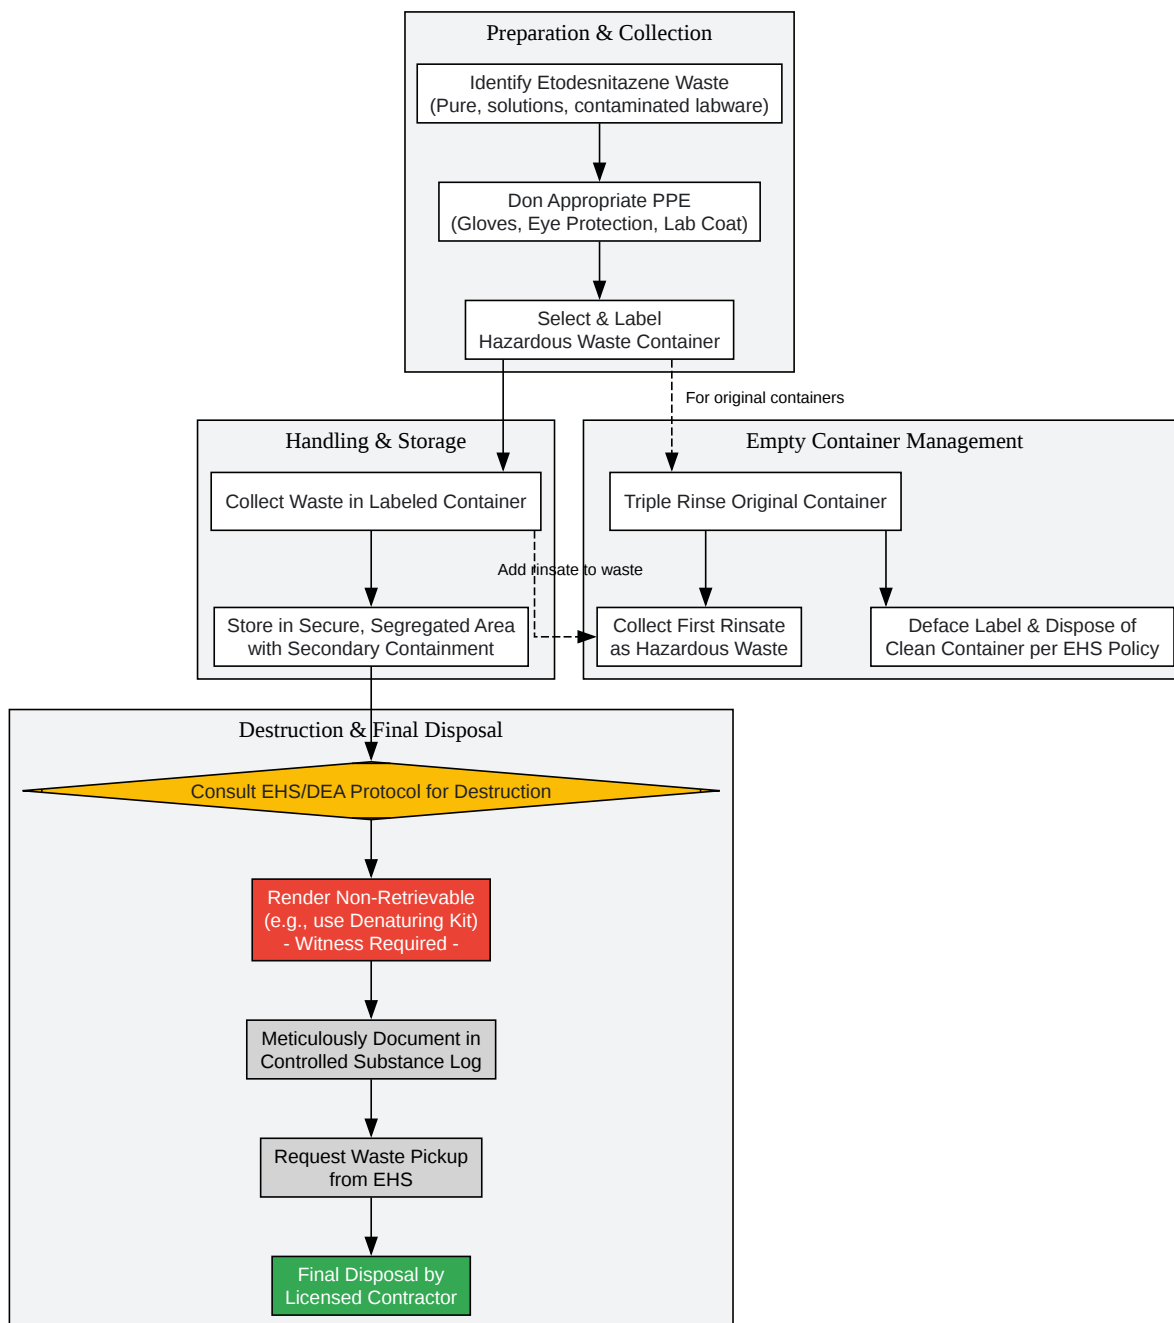 Preparation & Collection
Identify Etodesnitazene Waste
(Pure, solutions, contaminated labware)
Don Appropriate PPE
(Gloves, Eye Protection, Lab Coat)
Select & Label
Hazardous Waste Container
For original containers
Handling & Storage
Empty Container Management
Collect Waste in Labeled Container
Triple Rinse Original Container
Add rinsate to waste
Store in Secure, Segregated Area
with Secondary Containment
Collect First Rinsate
as Hazardous Waste
Deface Label & Dispose of
Clean Container per EHS Policy
Destruction & Final Disposal
Consult EHS/DEA Protocol for Destruction
Render Non-Retrievable
(e.g., use Denaturing Kit)
- Witness Required -
Meticulously Document in
Controlled Substance Log
Request Waste Pickup
from EHS
Final Disposal by
Licensed Contractor